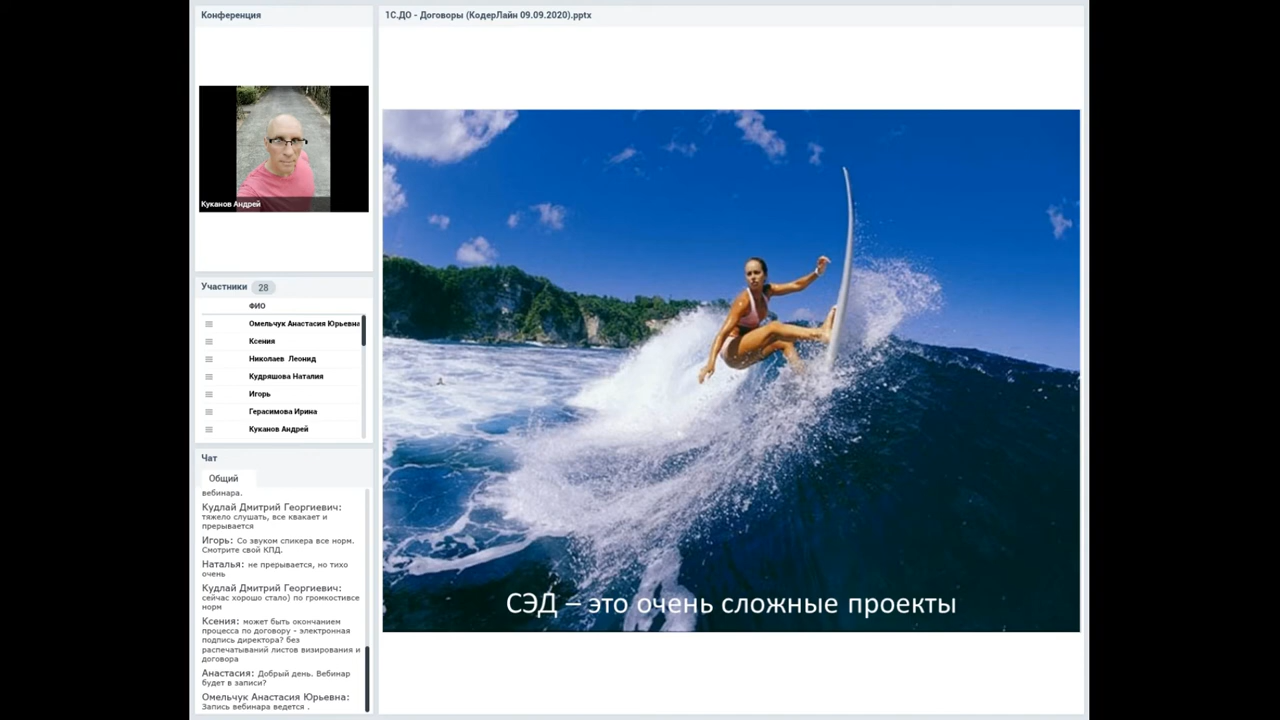 Конференция
Куканов Андрей
Участники 28
ФИО
Омельчук Анастасия Юрьевна
Ксения
Николаев Леонид
Кудряшова Наталия
Игорь
Герасимова Ирина
Куканов Андрей
Чат
Общий
вебинара.
Кудлай Дмитрий Георгиевич:
тяжело слушать, все квакает и
прерывается
Игорь: Со звуком спикера все норм.
Смотрите свой КПД.
Наталья: не прерывается, но тихо
очень
Кудлай Дмитрий Георгиевич:
сейчас хорошо стало) по громкостивсе
норм
Ксения: может быть окончанием
процесса по договору - электронная
подпись директора? без
распечатываний листов визирования и
договора
Анастасия: Добрый день. Вебинар
будет в записи?
Омельчук Анастасия Юрьевна:
Запись вебинара ведется .
1С.ДО - Договоры (КодерЛайн 09.09.2020).pptx
СЭД – это очень сложные проекты